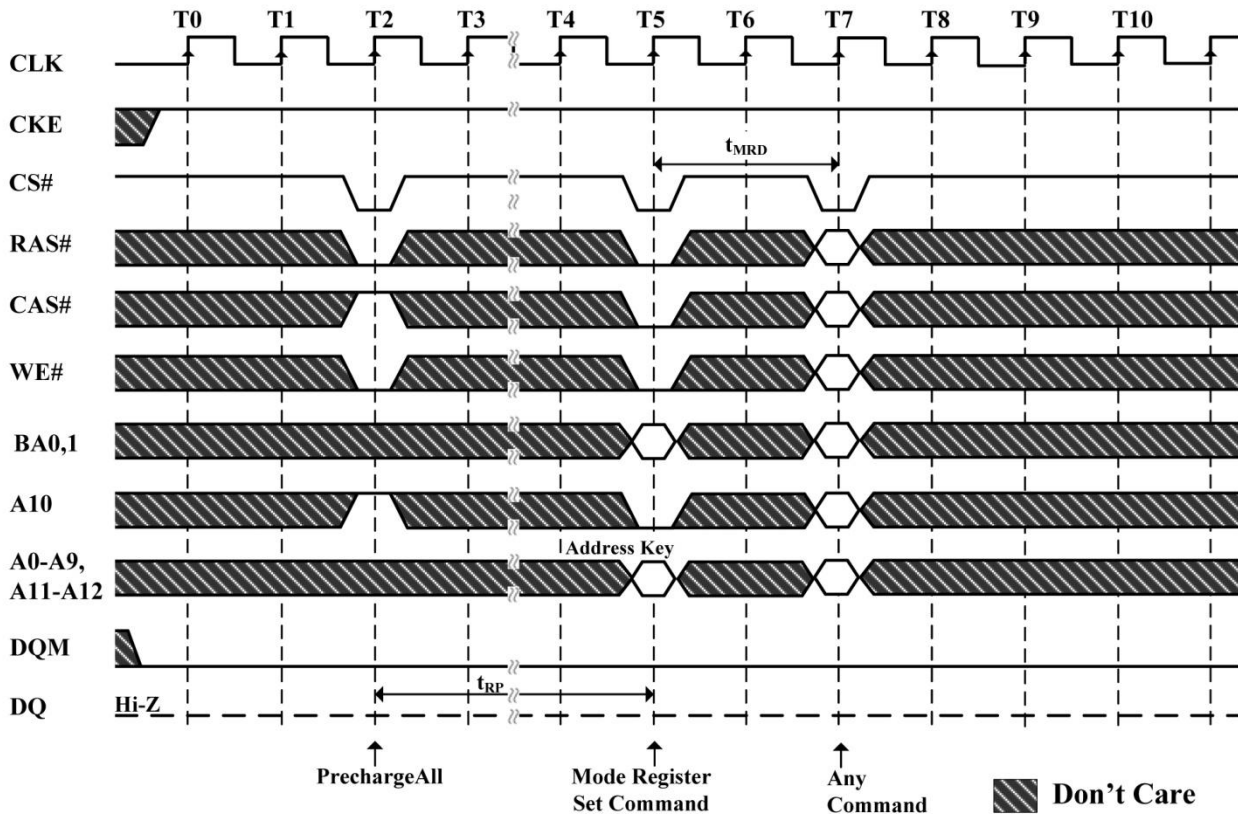 T0 T1 T2 T3 T4 T5 T6 T7 T8 T9 T10
CLK
CKE
tMRD
CS#
RAS#
CAS#
WE#
BA0,1
A10
Address Key
A0-A9,
A11-A12
DQM
tRP
DQ Hi-Z
PrechargeAll
Mode Register
Set Command
Any
Command
Don't Care